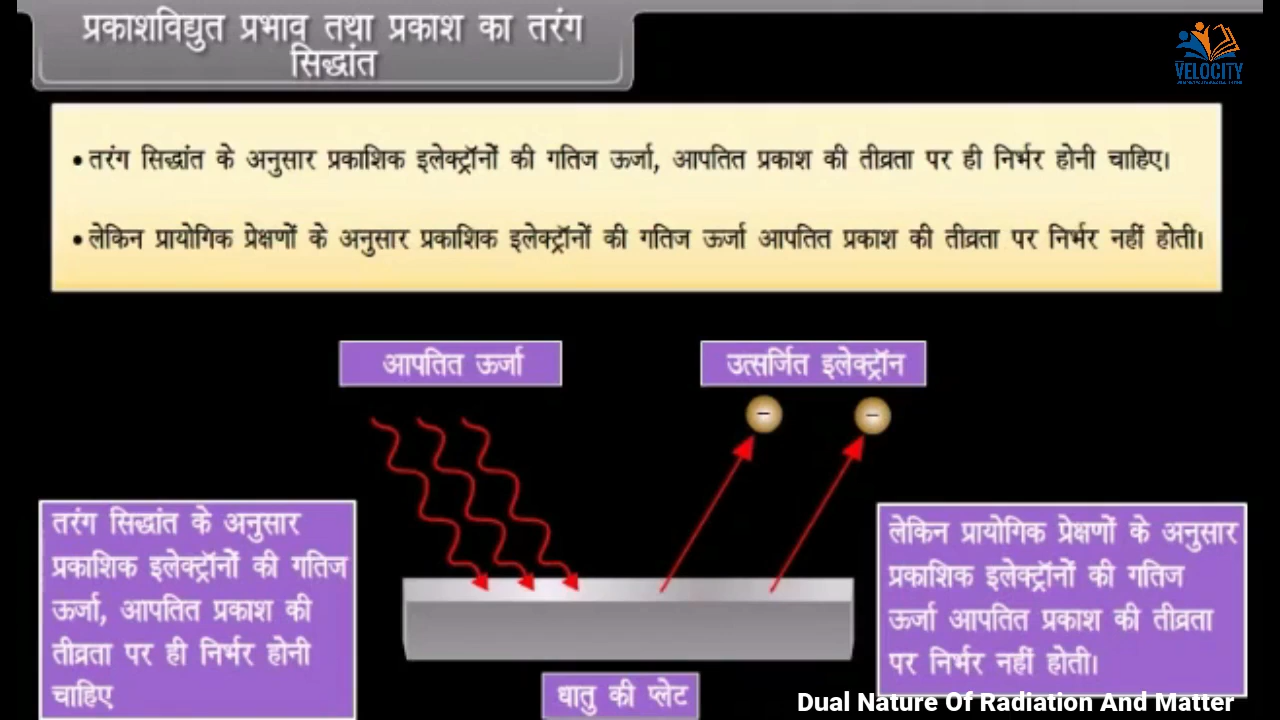 प्रकाशविद्युत प्रभाव तथा प्रकाश का तरंग
सिद्धांत
VELOCITY
• तरंग सिद्धांत के अनुसार प्रकाशिक इलेक्ट्रॉनों की गतिज ऊर्जा, आपतित प्रकाश की तीव्रता पर ही निर्भर होनी चाहिए।
• लेकिन प्रायोगिक प्रेक्षणों के अनुसार प्रकाशिक इलेक्ट्रॉनों की गतिज ऊर्जा आपतित प्रकाश की तीव्रता पर निर्भर नहीं होती।
आपतित ऊर्जा
उत्सर्जित इलेक्ट्रॉन
−
−
तरंग सिद्धांत के अनुसार
प्रकाशिक इलेक्ट्रॉनों की गतिज
ऊर्जा, आपतित प्रकाश की
तीव्रता पर ही निर्भर होनी
चाहिए
लेकिन प्रायोगिक प्रेक्षणों के अनुसार
प्रकाशिक इलेक्ट्रॉनों की गतिज
ऊर्जा आपतित प्रकाश की तीव्रता
पर निर्भर नहीं होती।
धातु की प्लेट
Dual Nature Of Radiation And Matter